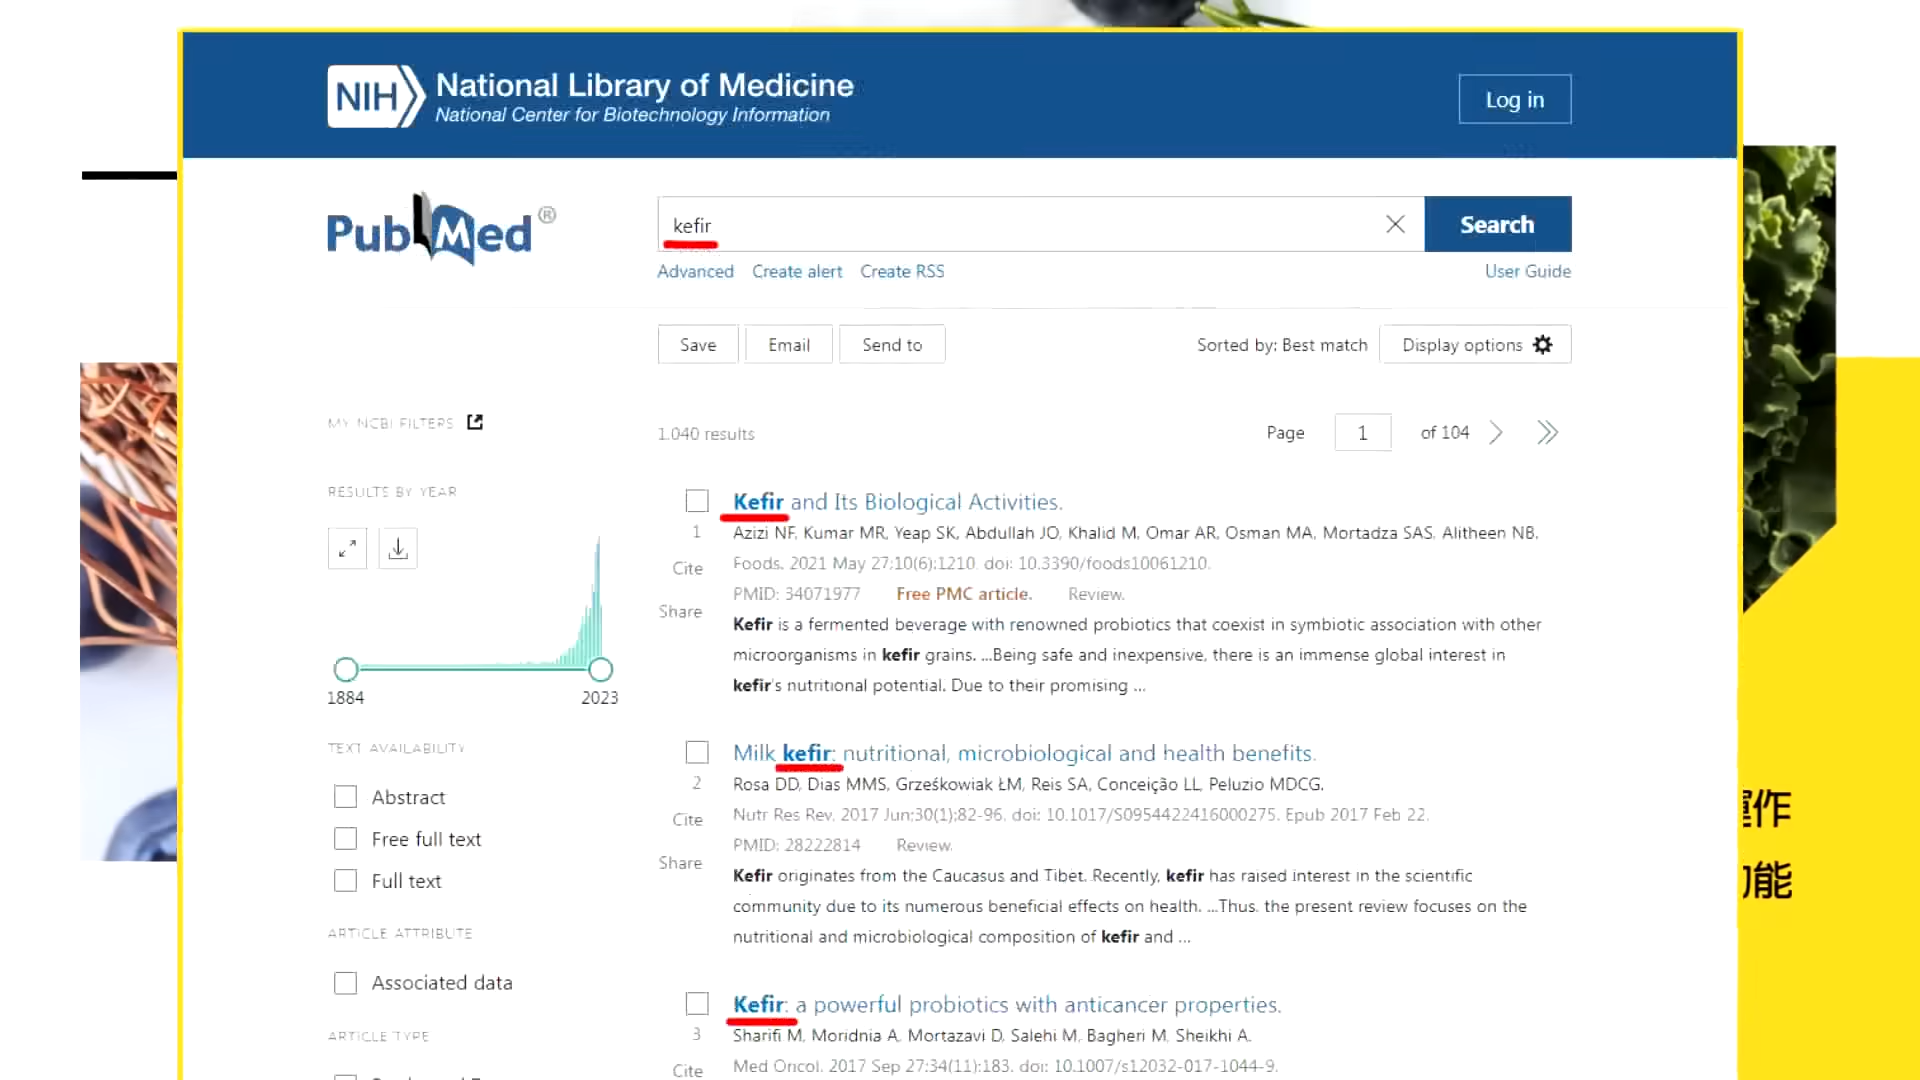 NIH National Library of Medicine
National Center for Biotechnology Information
Log in
PubMed®
kefir
Search
Advanced Create alert Create RSS
User Guide
Save Email Send to
Sorted by: Best match Display options
MY NCBI FILTERS
1,040 results
Page 1 of 104
RESULTS BY YEAR
1884 2023
TEXT AVAILABILITY
Abstract
Free full text
Full text
ARTICLE ATTRIBUTE
Associated data
ARTICLE TYPE
Kefir and Its Biological Activities.
1
Azizi NF, Kumar MR, Yeap SK, Abdullah JO, Khalid M, Omar AR, Osman MA, Mortadza SAS, Alitheen NB.
Cite
Foods. 2021 May 27;10(6):1210. doi: 10.3390/foods10061210.
PMID: 34071977 Free PMC article. Review.
Share
Kefir is a fermented beverage with renowned probiotics that coexist in symbiotic association with other
microorganisms in kefir grains. ...Being safe and inexpensive, there is an immense global interest in
kefir's nutritional potential. Due to their promising ...
Milk kefir: nutritional, microbiological and health benefits.
2
Rosa DD, Dias MMS, Grześkowiak ŁM, Reis SA, Conceição LL, Peluzio MDCG.
Cite
Nutr Res Rev. 2017 Jun;30(1):82-96. doi: 10.1017/S0954422416000275. Epub 2017 Feb 22.
PMID: 28222814 Review.
Share
Kefir originates from the Caucasus and Tibet. Recently, kefir has raised interest in the scientific
community due to its numerous beneficial effects on health. ...Thus, the present review focuses on the
nutritional and microbiological composition of kefir and ...
Kefir: a powerful probiotics with anticancer properties.
3
Sharifi M, Moridnia A, Mortazavi D, Salehi M, Bagheri M, Sheikhi A.
Cite
Med Oncol. 2017 Sep 27;34(11):183. doi: 10.1007/s12032-017-1044-9.
作
能